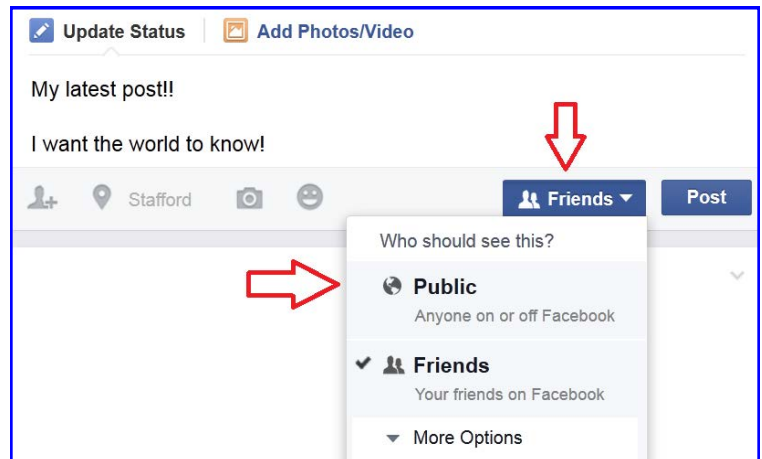 Update Status Add Photos/Video
My latest post!!
I want the world to know!
Stafford Friends Post
Who should see this?
Public
Anyone on or off Facebook
Friends
Your friends on Facebook
More Options